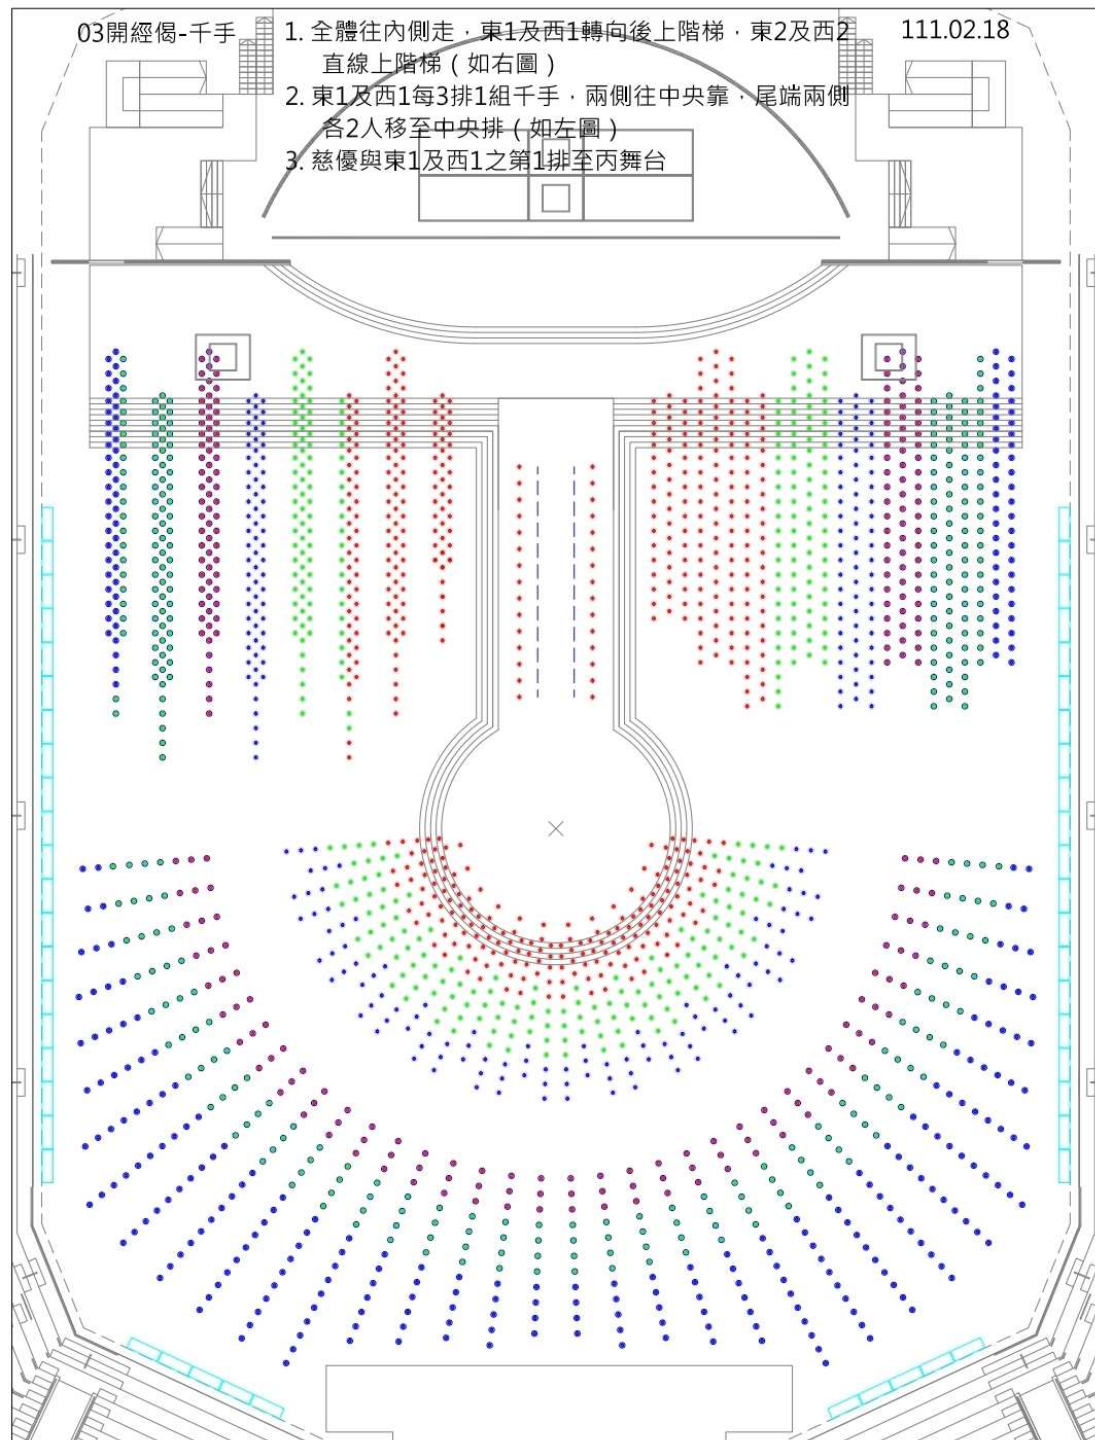 03開經偈-千手
1. 全體往內側走，東1及西1轉向後上階梯，東2及西2
直線上階梯（如右圖）
2. 東1及西1每3排1組千手，兩側往中央靠，尾端兩側
各2人移至中央排（如左圖）
3. 慈優與東1及西1之第1排至丙舞台
111.02.18